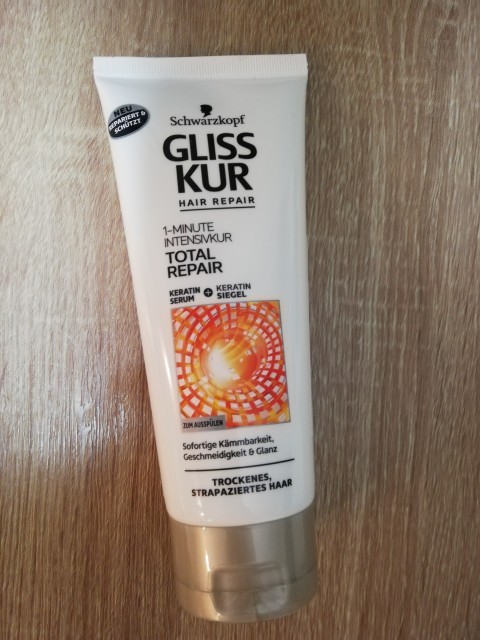 NEU
REPARIERT &
SCHÜTZT
Schwarzkopf
GLISS
KUR
HAIR REPAIR
1-MINUTE
INTENSIVKUR
TOTAL
REPAIR
KERATIN SERUM + KERATIN SIEGEL
ZUM AUSSPÜLEN
Sofortige Kämmbarkeit,
Geschmeidigkeit & Glanz
TROCKENES,
STRAPAZIERTES HAAR